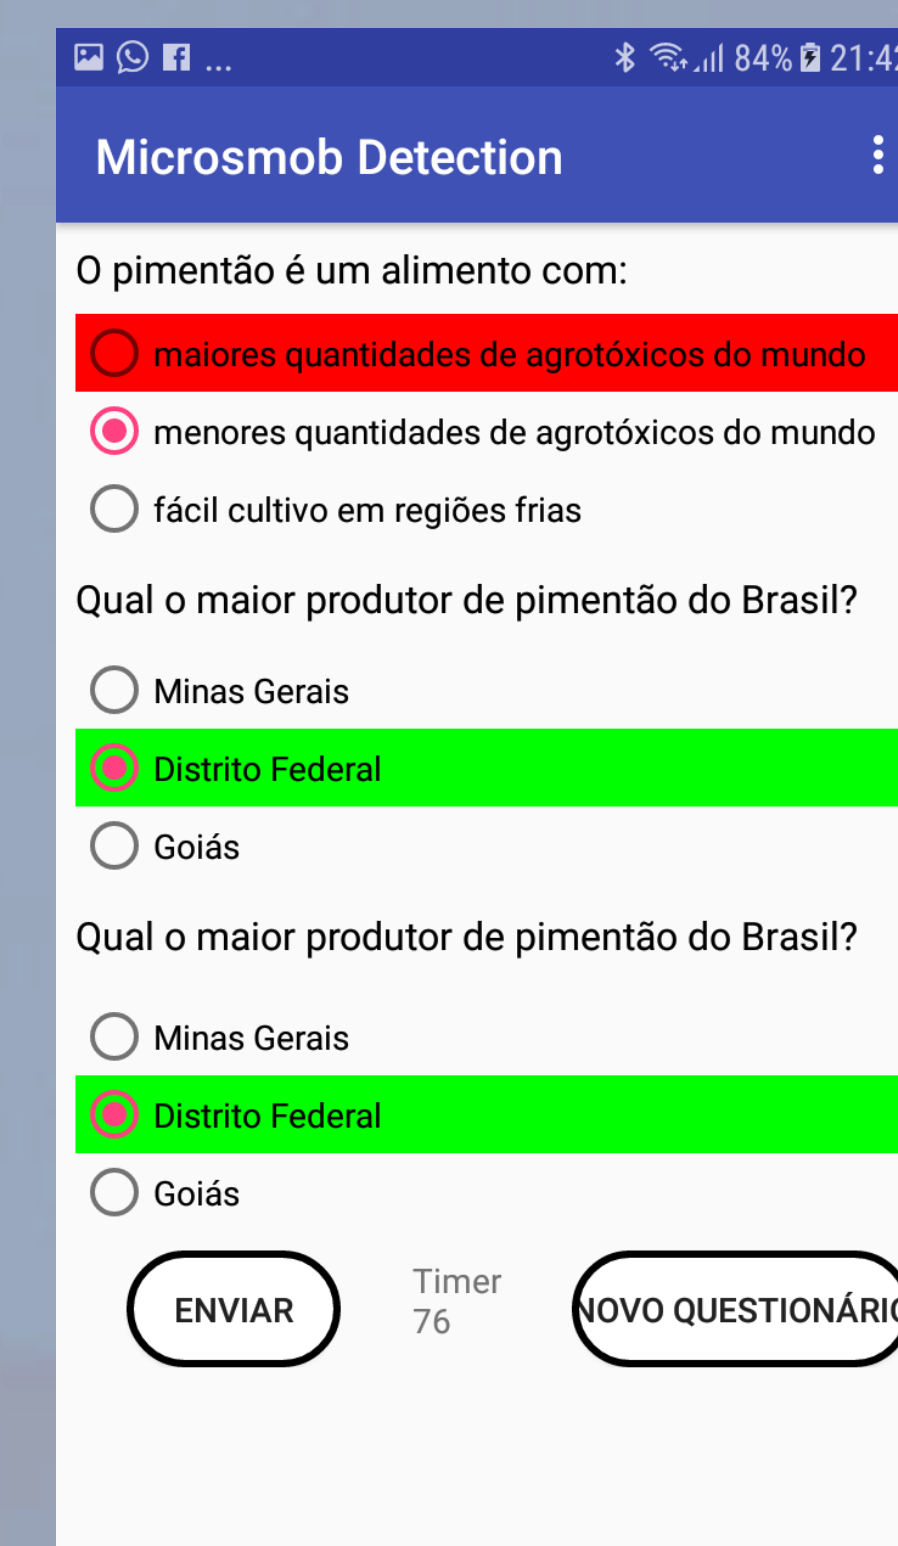 ... 84% 21:42
Microsmob Detection
O pimentão é um alimento com:
maiores quantidades de agrotóxicos do mundo
menores quantidades de agrotóxicos do mundo
fácil cultivo em regiões frias
Qual o maior produtor de pimentão do Brasil?
Minas Gerais
Distrito Federal
Goiás
Qual o maior produtor de pimentão do Brasil?
Minas Gerais
Distrito Federal
Goiás
ENVIAR
Timer
76
NOVO QUESTIONÁRIO